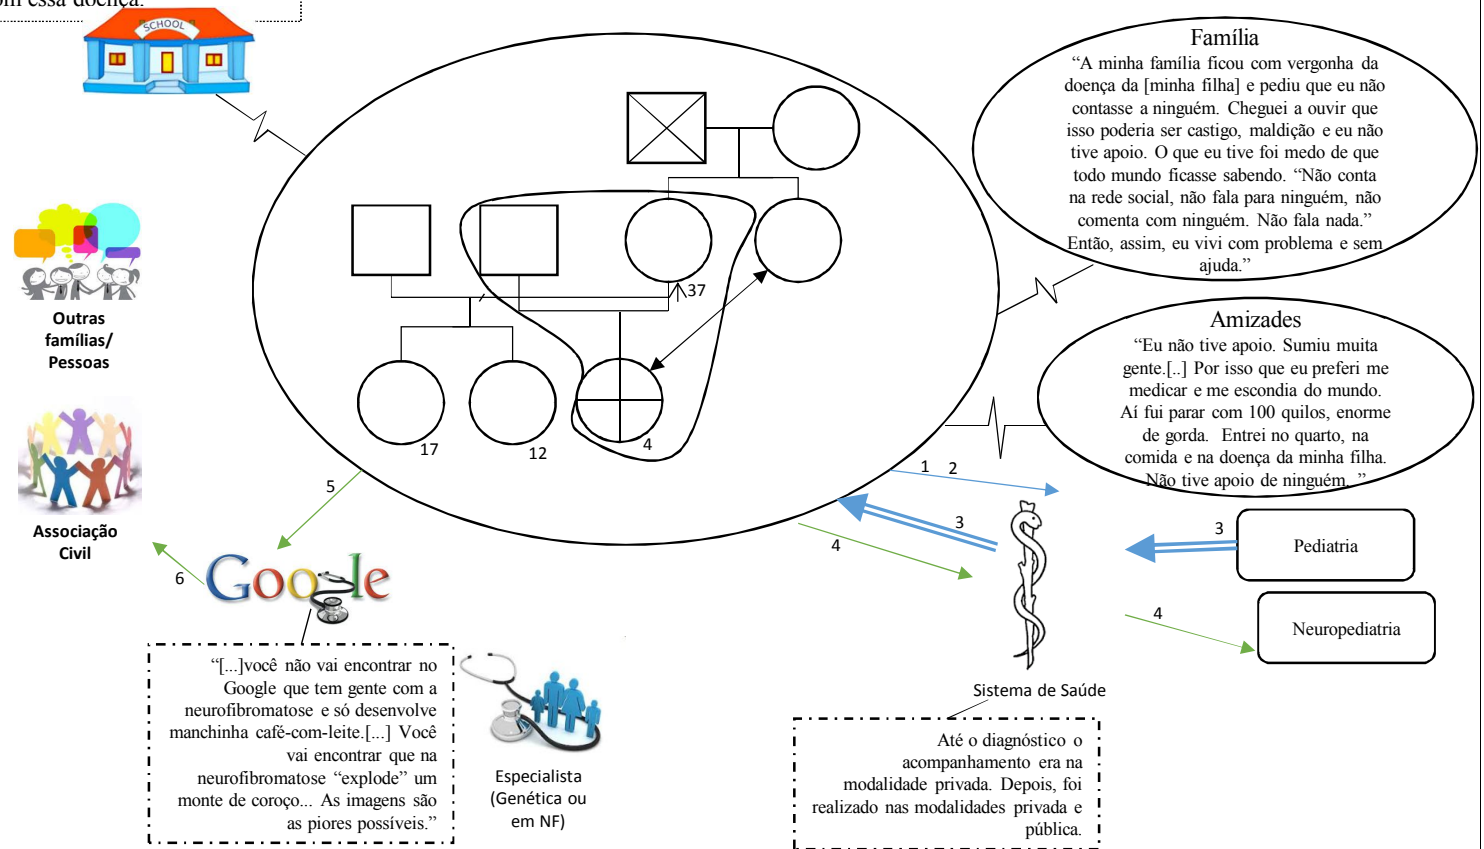 com essa doença.
SCHOOL
Família
“A minha família ficou com vergonha da
doença da [minha filha] e pediu que eu não
contasse a ninguém. Cheguei a ouvir que
isso poderia ser castigo, maldição e eu não
tive apoio. O que eu tive foi medo de que
todo mundo ficasse sabendo. “Não conta
na rede social, não fala para ninguém, não
comenta com ninguém. Não fala nada.”
Então, assim, eu vivi com problema e sem
ajuda.”
37
17
12
4
Outras
famílias/
Pessoas
Amizades
“Eu não tive apoio. Sumiu muita
gente.[..] Por isso que eu preferi me
medicar e me escondia do mundo.
Aí fui parar com 100 quilos, enorme
de gorda. Entrei no quarto, na
comida e na doença da minha filha.
Não tive apoio de ninguém. ”
Associação
Civil
5
6
1 2
3
4
3
4
Pediatria
Neuropediatria
Google
“[...]você não vai encontrar no
Google que tem gente com a
neurofibromatose e só desenvolve
manchinha café-com-leite.[...] Você
vai encontrar que na
neurofibromatose “explode” um
monte de coroço... As imagens são
as piores possíveis.”
Especialista
(Genética ou
em NF)
Sistema de Saúde
Até o diagnóstico o
acompanhamento era na
modalidade privada. Depois, foi
realizado nas modalidades privada e
pública.